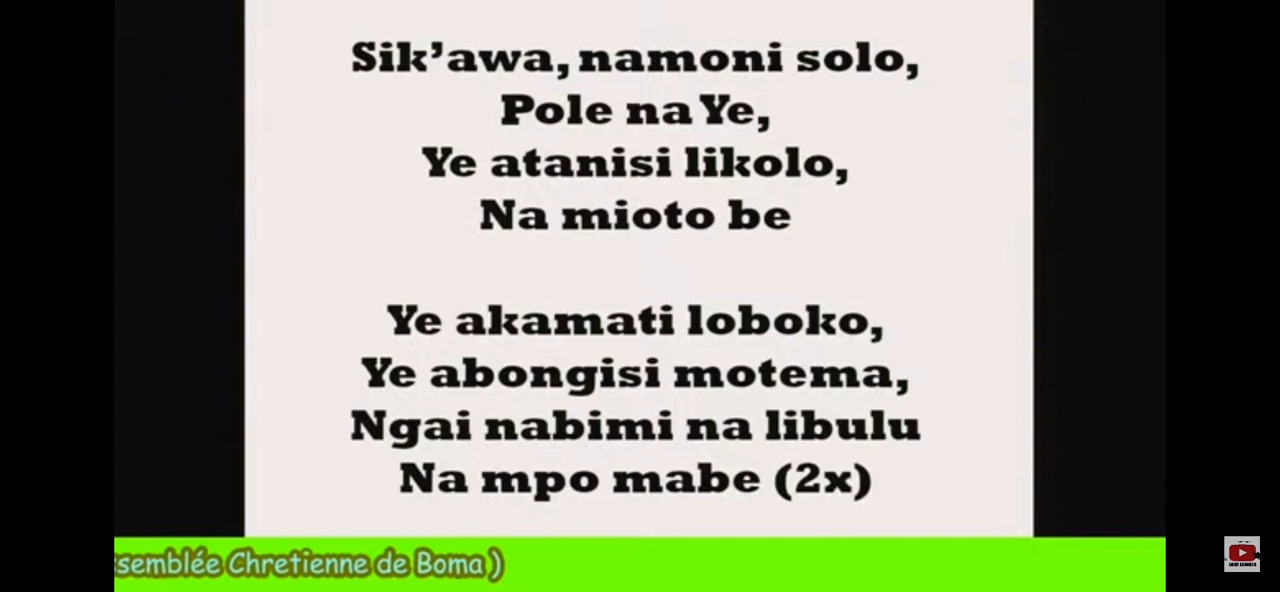 Sik’awa, namoni solo,
Pole na Ye,
Ye atanisi likolo,
Na mioto be
Ye akamati loboko,
Ye abongisi motema,
Ngai nabimi na libulu
Na mpo mabe (2x)
ssemblée Chretienne de Boma )